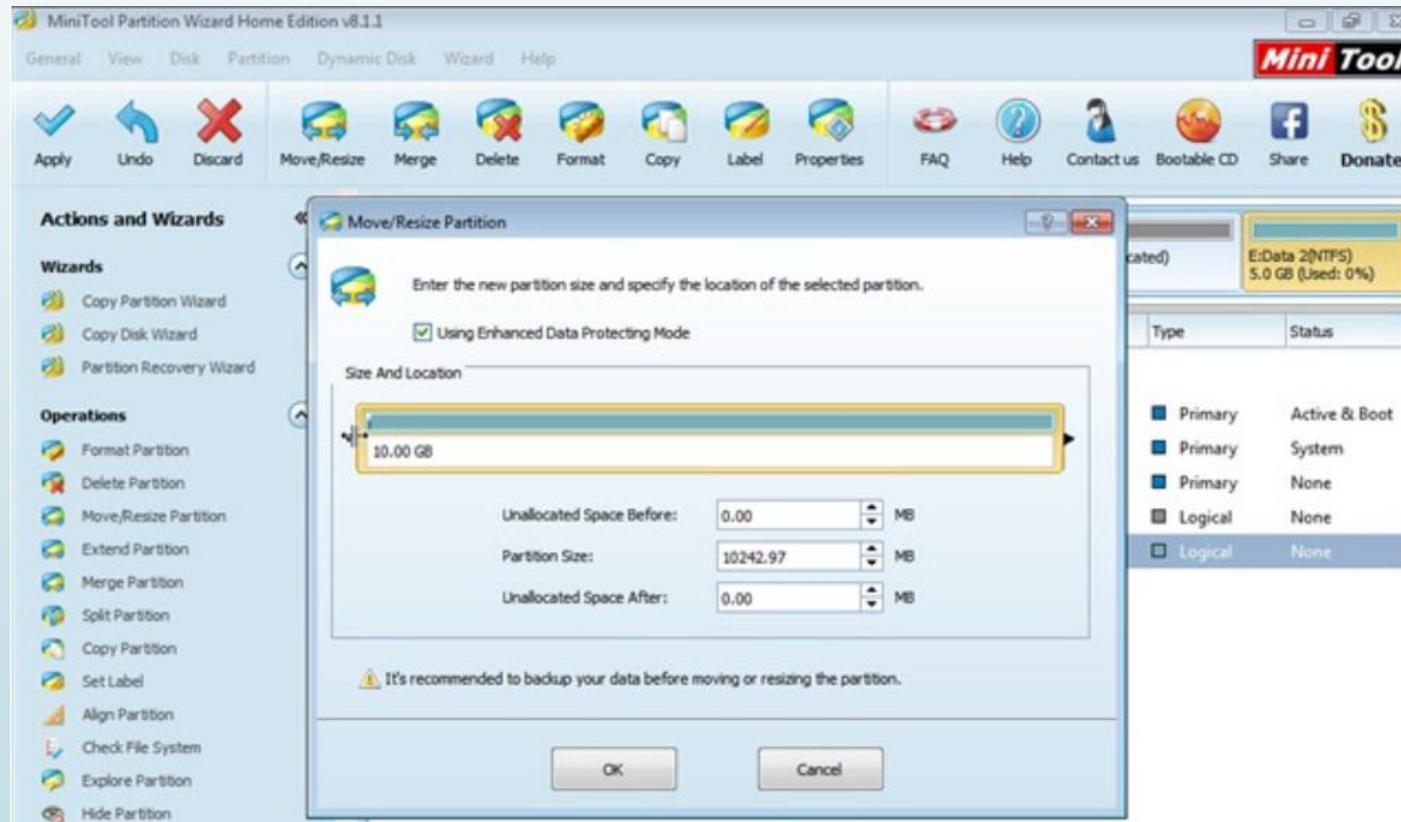 MiniTool Partition Wizard Home Edition v8.1.1
General View Disk Partition Dynamic Disk Wizard Help
Mini Tool
Apply Undo Discard Move/Resize Merge Delete Format Copy Label Properties FAQ Help Contact us Bootable CD Share Donate
Actions and Wizards
Wizards
Copy Partition Wizard
Copy Disk Wizard
Partition Recovery Wizard
Operations
Format Partition
Delete Partition
Move/Resize Partition
Extend Partition
Merge Partition
Split Partition
Copy Partition
Set Label
Align Partition
Check File System
Explore Partition
Hide Partition
Move/Resize Partition
Enter the new partition size and specify the location of the selected partition.
Using Enhanced Data Protecting Mode
Size And Location
10.00 GB
Unallocated Space Before: 0.00 MB
Partition Size: 10242.97 MB
Unallocated Space After: 0.00 MB
It's recommended to backup your data before moving or resizing the partition.
OK Cancel
cated)
E:Data 2(NTFS)
5.0 GB (Used: 0%)
Type Status
Primary Active & Boot
Primary System
Primary None
Logical None
Logical None